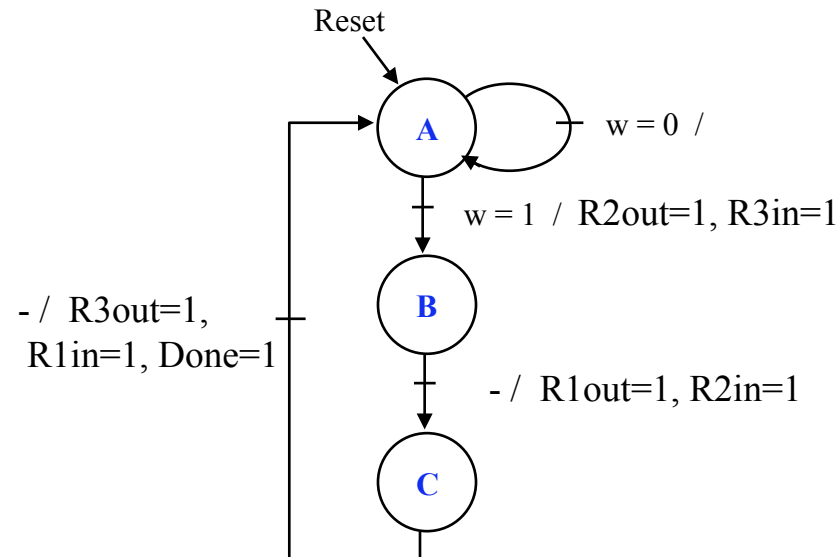 Reset
A
w = 0 /
w = 1 / R2out=1, R3in=1
- / R3out=1,
R1in=1, Done=1
B
- / R1out=1, R2in=1
C